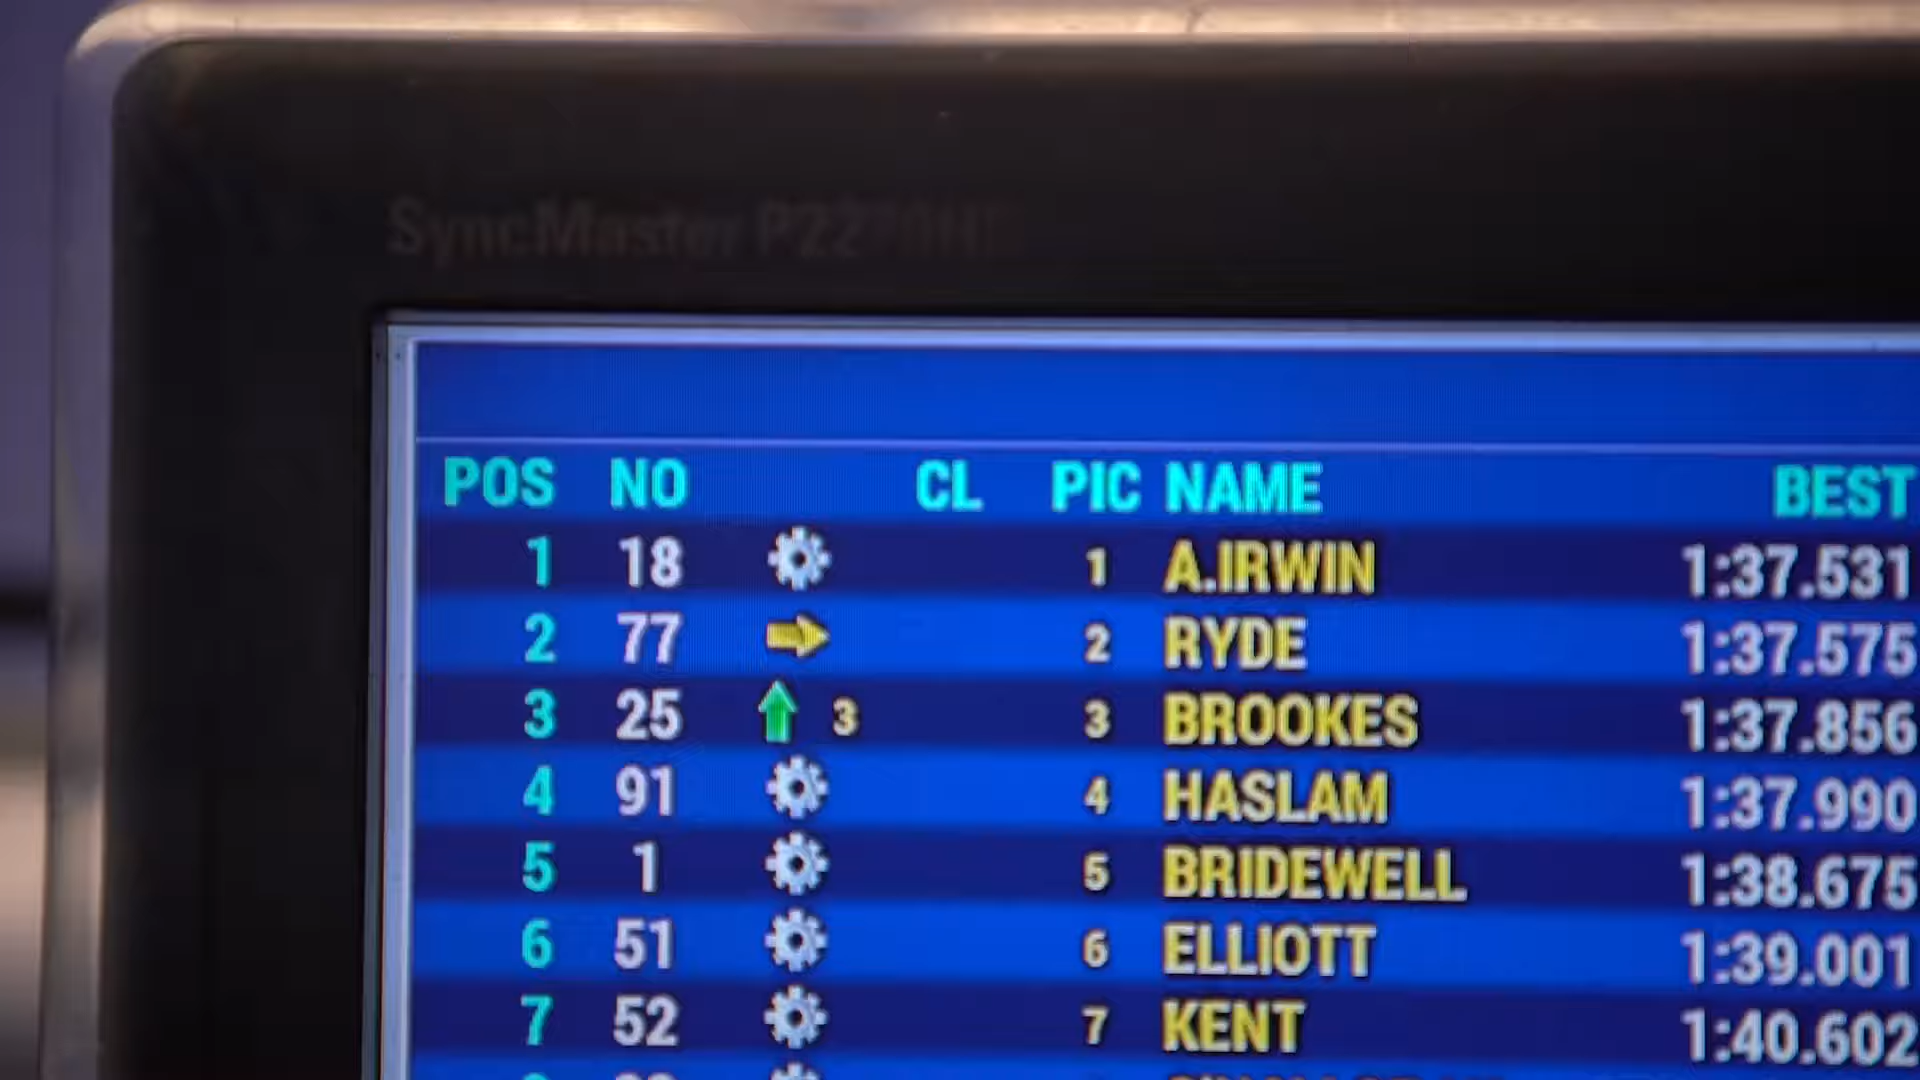 SyncMaster P2270HD
POS NO CL PIC NAME BEST
1 18 1 A.IRWIN 1:37.531
2 77 2 RYDE 1:37.575
3 25 3 3 BROOKES 1:37.856
4 91 4 HASLAM 1:37.990
5 1 5 BRIDEWELL 1:38.675
6 51 6 ELLIOTT 1:39.001
7 52 7 KENT 1:40.602